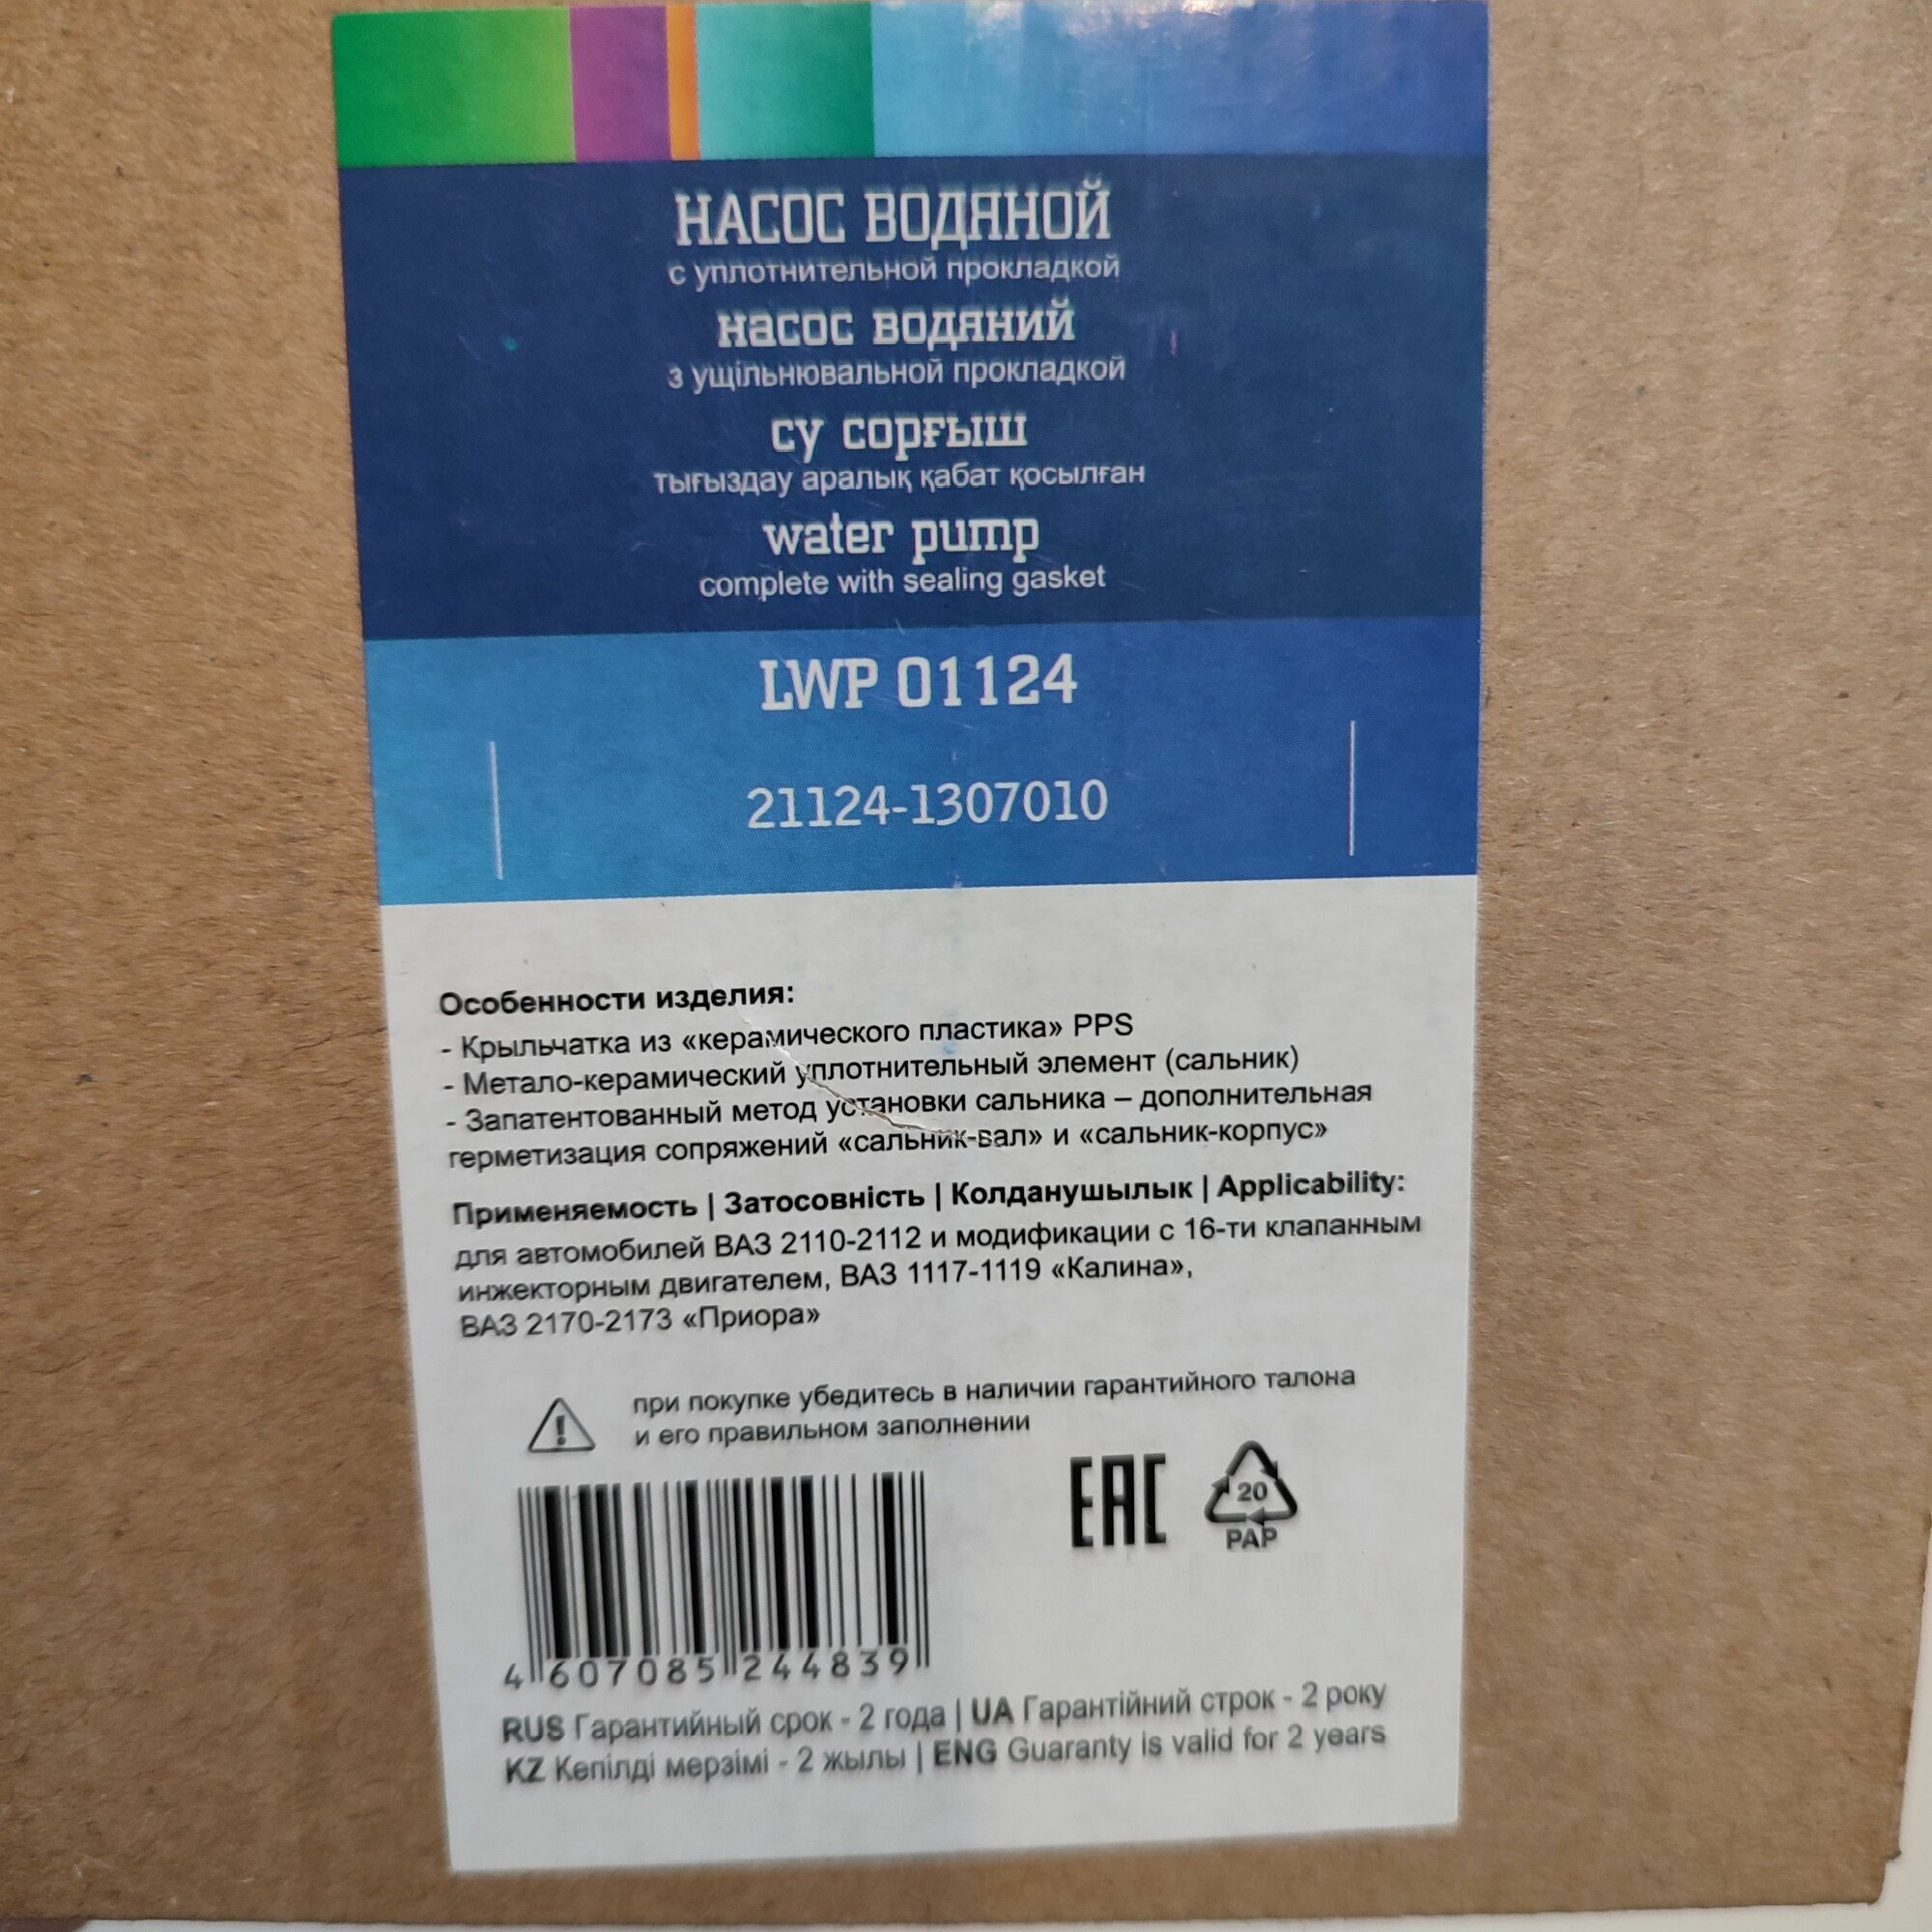 НАСОС ВОДЯНОЙ
с уплотнительной прокладкой
насос водяний
з ущільнювальной прокладкой
су сорғыш
тығыздау аралық қабат қосылған
water pump
complete with sealing gasket
LWP 01124
21124-1307010
Особенности изделия:
- Крыльчатка из «керамического пластика» PPS
- Метало-керамический уплотнительный элемент (сальник)
- Запатентованный метод установки сальника – дополнительная
герметизация сопряжений «сальник-вал» и «сальник-корпус»
Применяемость | Затосовність | Колданушылык | Applicability:
для автомобилей ВАЗ 2110-2112 и модификации с 16-ти клапанным
инжекторным двигателем, ВАЗ 1117-1119 «Калина»,
ВАЗ 2170-2173 «Приора»
при покупке убедитесь в наличии гарантийного талона
и его правильном заполнении
EAC
20
PAP
4 607085 244839
RUS Гарантийный срок - 2 года | UA Гарантійний строк - 2 року
KZ Кепілді мерзімі - 2 жылы | ENG Guaranty is valid for 2 years